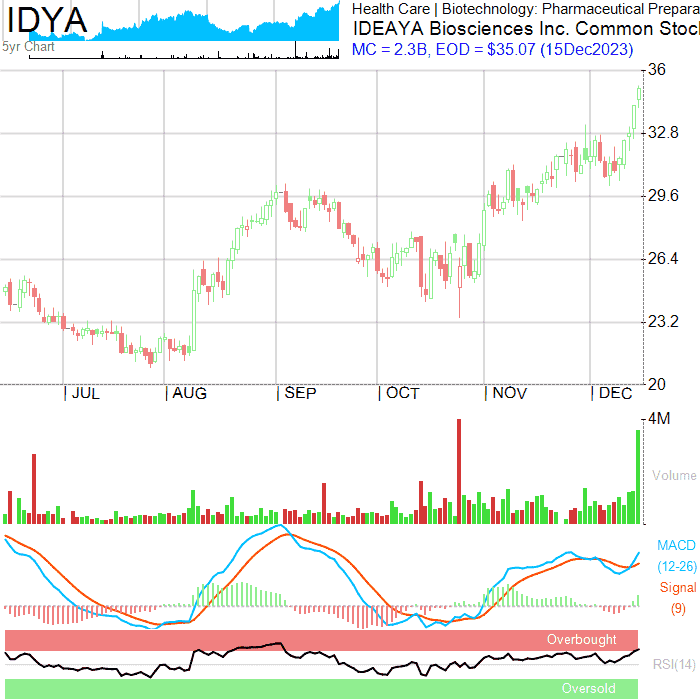 IDYA
5yr Chart
Health Care | Biotechnology: Pharmaceutical Prepara
IDEAYA Biosciences Inc. Common Stoc
MC = 2.3B, EOD = $35.07 (15Dec2023)
36
32.8
29.6
26.4
23.2
20
| JUL | AUG | SEP | OCT | NOV | DEC
4M
Volume
MACD
(12-26)
Signal
(9)
Overbought
RSI(14)
Oversold